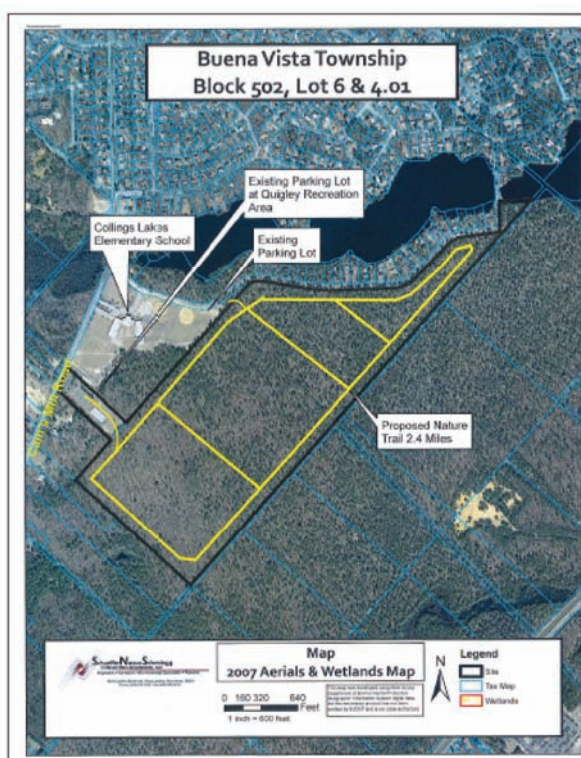 Buena Vista Township
Block 502, Lot 6 & 4.01
Existing Parking Lot
at Quigley Recreation
Area
Collings Lakes
Elementary School
Existing
Parking Lot
Proposed Nature
Trail 2.4 Miles
Map
2007 Aerials & Wetlands Map
0 160 320 640
Feet
1 inch = 600 feet
N
Legend
Site
Tax Map
Wetlands